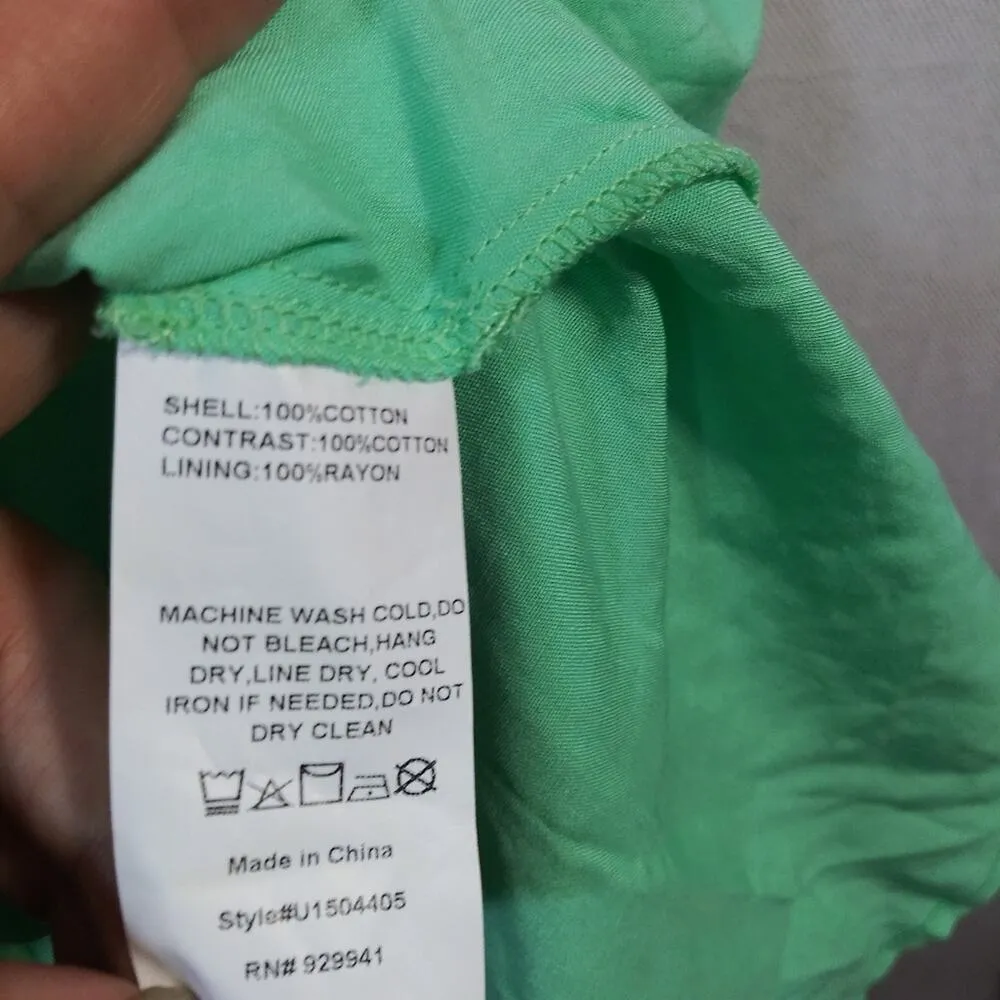 SHELL:100%COTTON
CONTRAST:100%COTTON
LINING:100%RAYON
MACHINE WASH COLD,DO
NOT BLEACH,HANG
DRY,LINE DRY, COOL
IRON IF NEEDED,DO NOT
DRY CLEAN
Made in China
Style#U1504405
RN# 929941